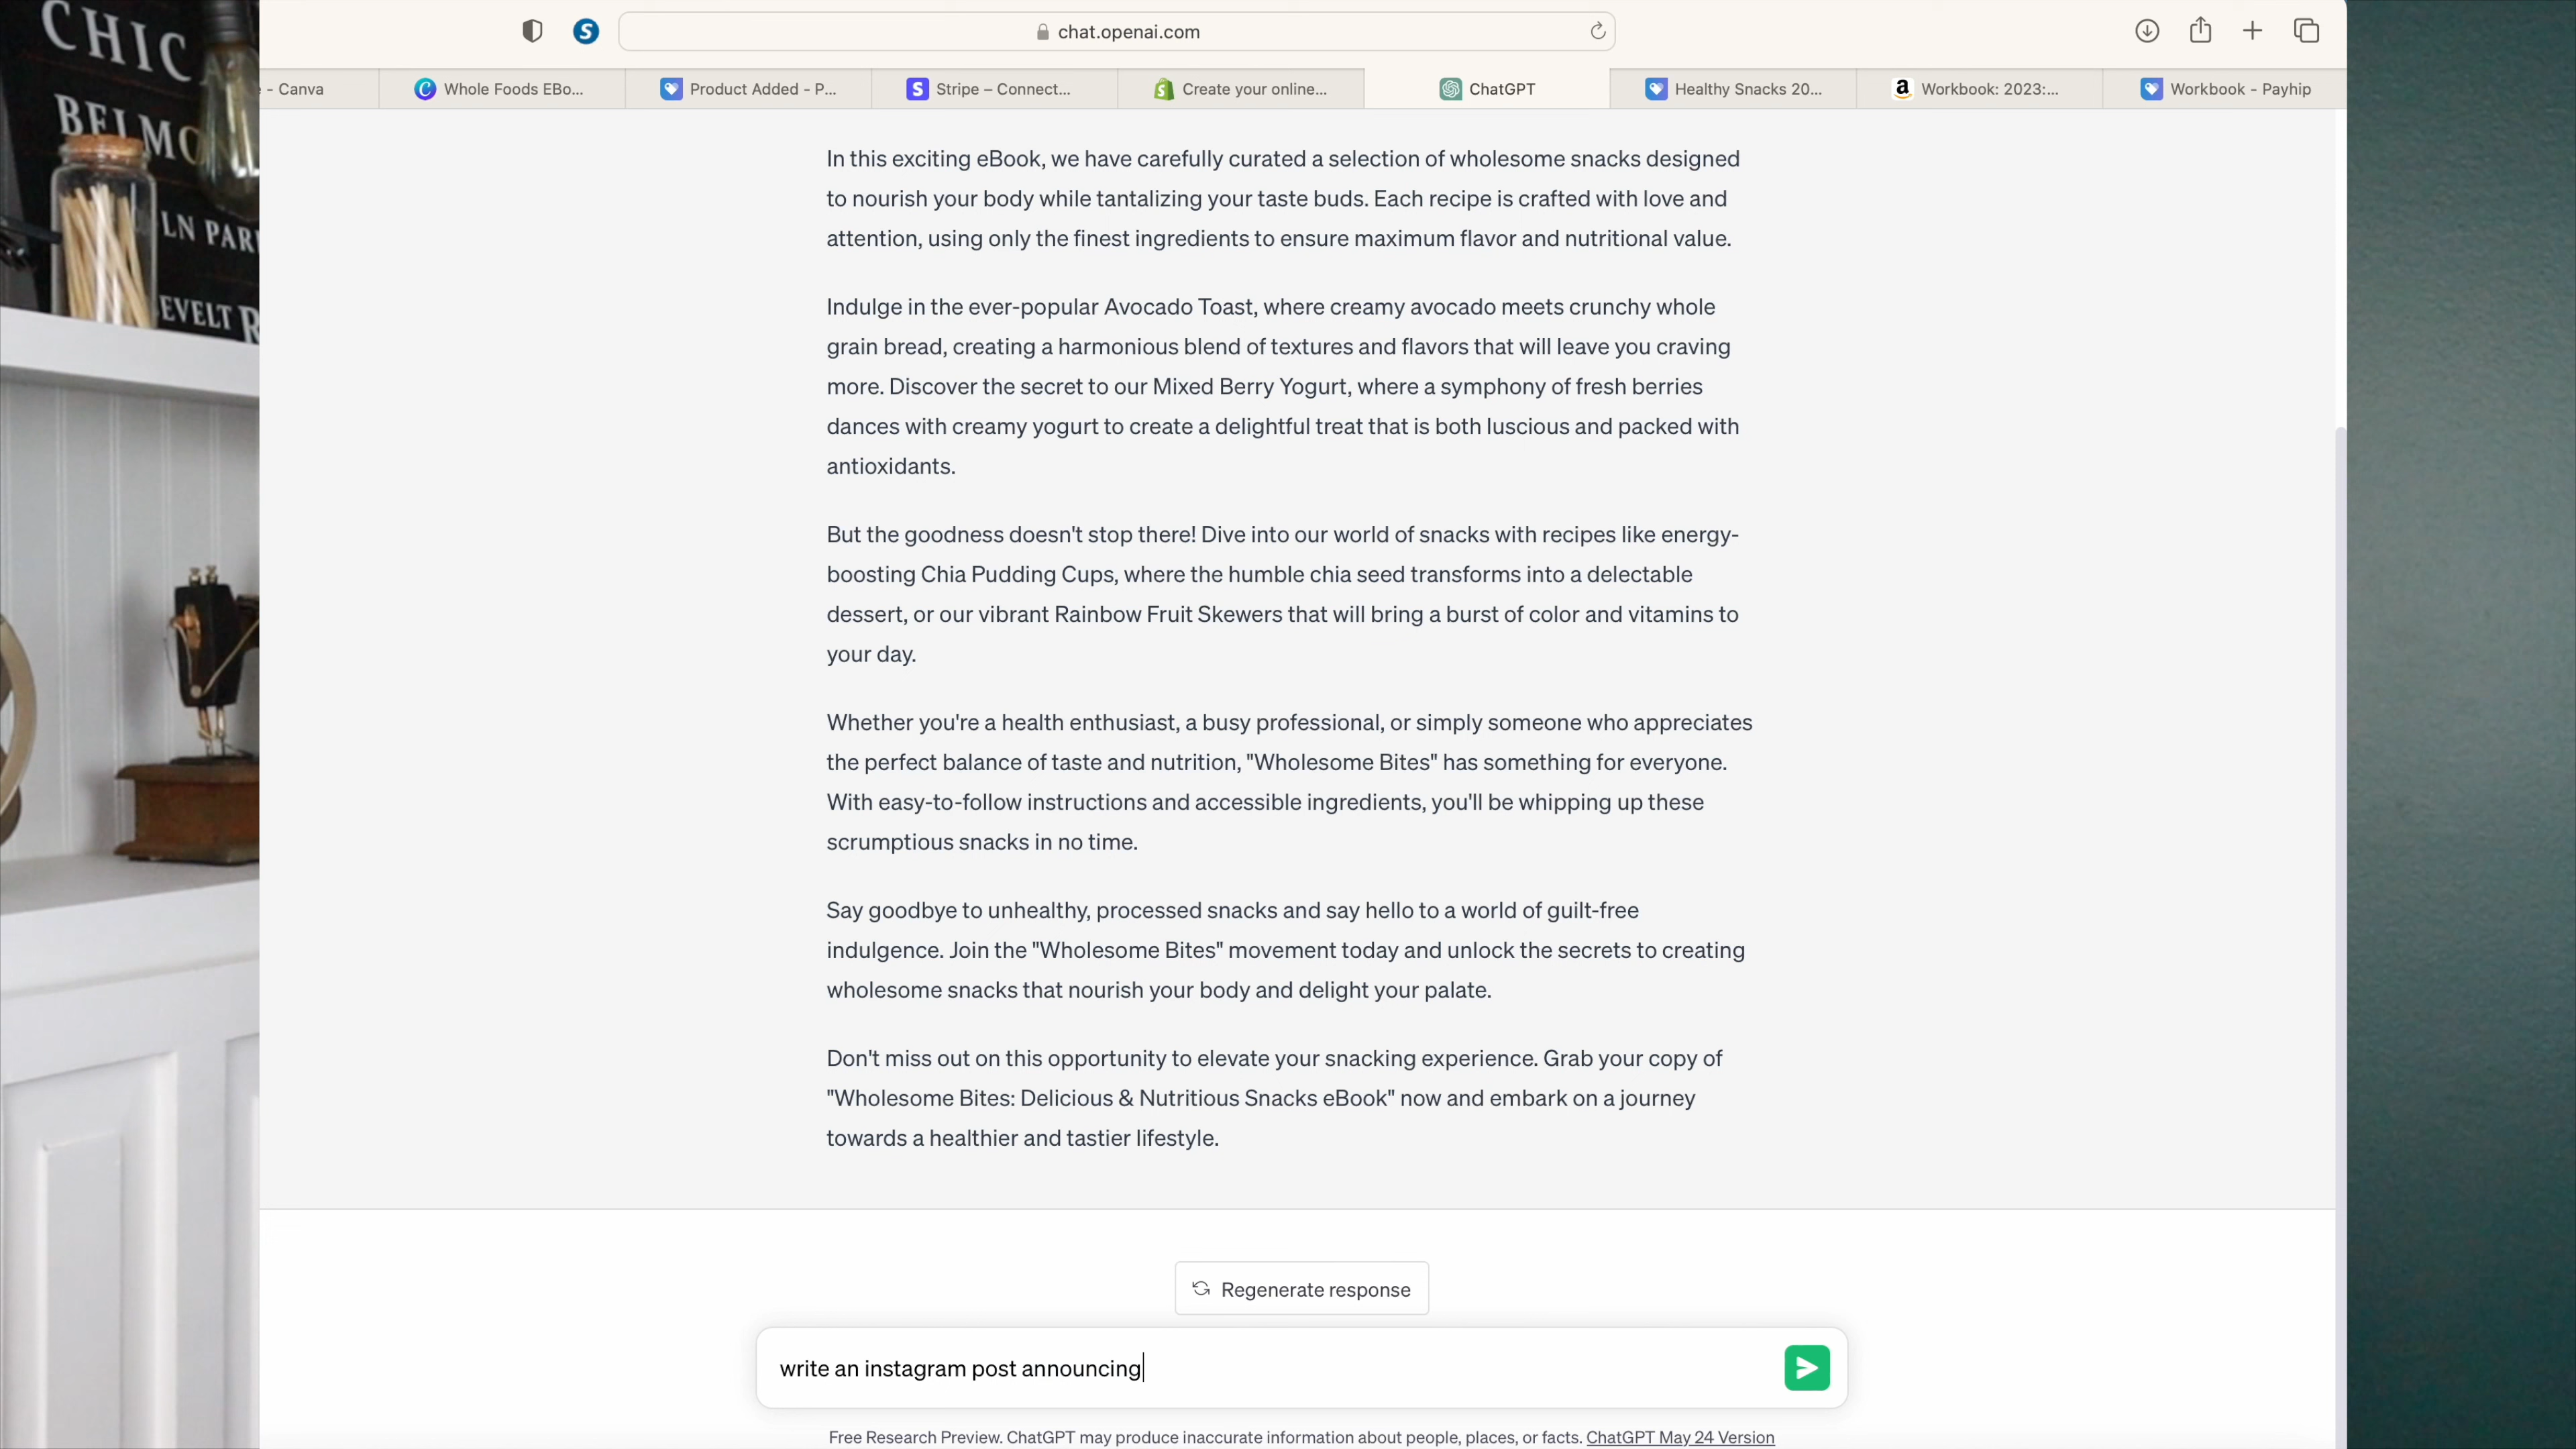 CHIC
BELMO
LN PAR
EVELT R
chat.openai.com
- Canva
Whole Foods EBo...
Product Added - P...
S
Stripe – Connect...
Create your online...
ChatGPT
Healthy Snacks 20...
a
Workbook: 2023:...
Workbook - Payhip
In this exciting eBook, we have carefully curated a selection of wholesome snacks designed
to nourish your body while tantalizing your taste buds. Each recipe is crafted with love and
attention, using only the finest ingredients to ensure maximum flavor and nutritional value.
Indulge in the ever-popular Avocado Toast, where creamy avocado meets crunchy whole
grain bread, creating a harmonious blend of textures and flavors that will leave you craving
more. Discover the secret to our Mixed Berry Yogurt, where a symphony of fresh berries
dances with creamy yogurt to create a delightful treat that is both luscious and packed with
antioxidants.
But the goodness doesn't stop there! Dive into our world of snacks with recipes like energy-
boosting Chia Pudding Cups, where the humble chia seed transforms into a delectable
dessert, or our vibrant Rainbow Fruit Skewers that will bring a burst of color and vitamins to
your day.
Whether you're a health enthusiast, a busy professional, or simply someone who appreciates
the perfect balance of taste and nutrition, "Wholesome Bites" has something for everyone.
With easy-to-follow instructions and accessible ingredients, you'll be whipping up these
scrumptious snacks in no time.
Say goodbye to unhealthy, processed snacks and say hello to a world of guilt-free
indulgence. Join the "Wholesome Bites" movement today and unlock the secrets to creating
wholesome snacks that nourish your body and delight your palate.
Don't miss out on this opportunity to elevate your snacking experience. Grab your copy of
"Wholesome Bites: Delicious & Nutritious Snacks eBook" now and embark on a journey
towards a healthier and tastier lifestyle.
Regenerate response
write an instagram post announcing
Free Research Preview. ChatGPT may produce inaccurate information about people, places, or facts. ChatGPT May 24 Version